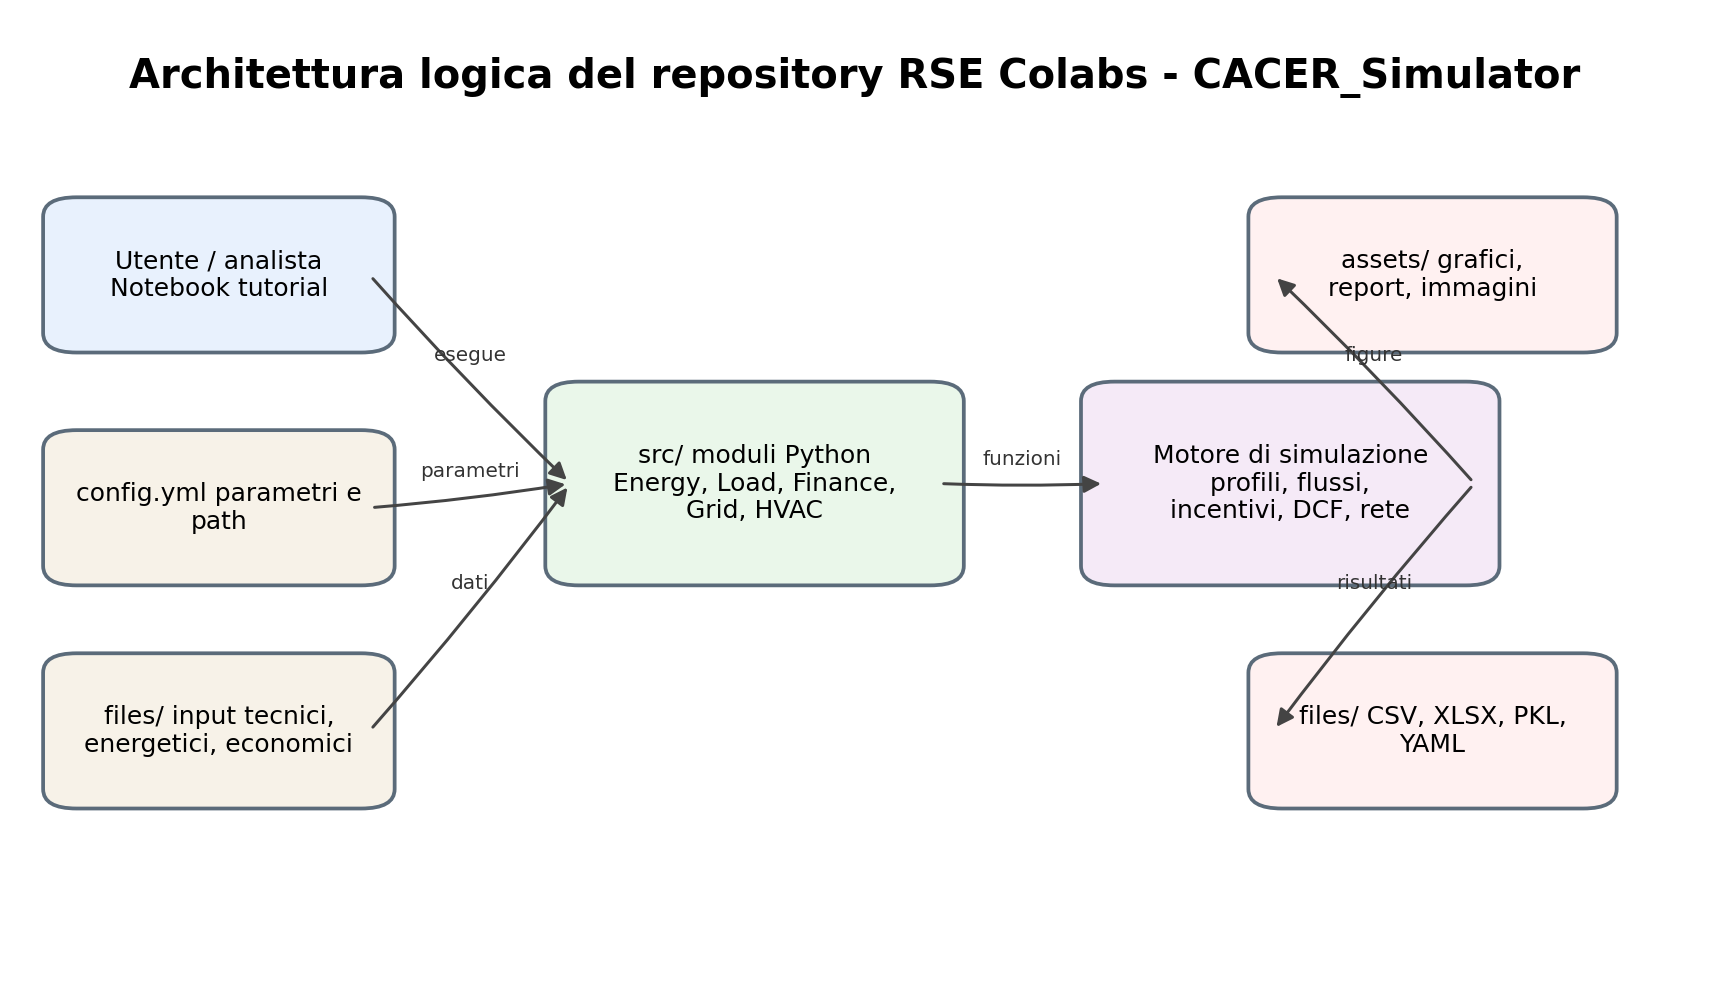 Architettura logica del repository RSE Colabs - CACER_Simulator
Utente / analista
Notebook tutorial
esegue
config.yml parametri e
path
parametri
files/ input tecnici,
energetici, economici
dati
src/ moduli Python
Energy, Load, Finance,
Grid, HVAC
funzioni
Motore di simulazione
profili, flussi,
incentivi, DCF, rete
figure
assets/ grafici,
report, immagini
risultati
files/ CSV, XLSX, PKL,
YAML